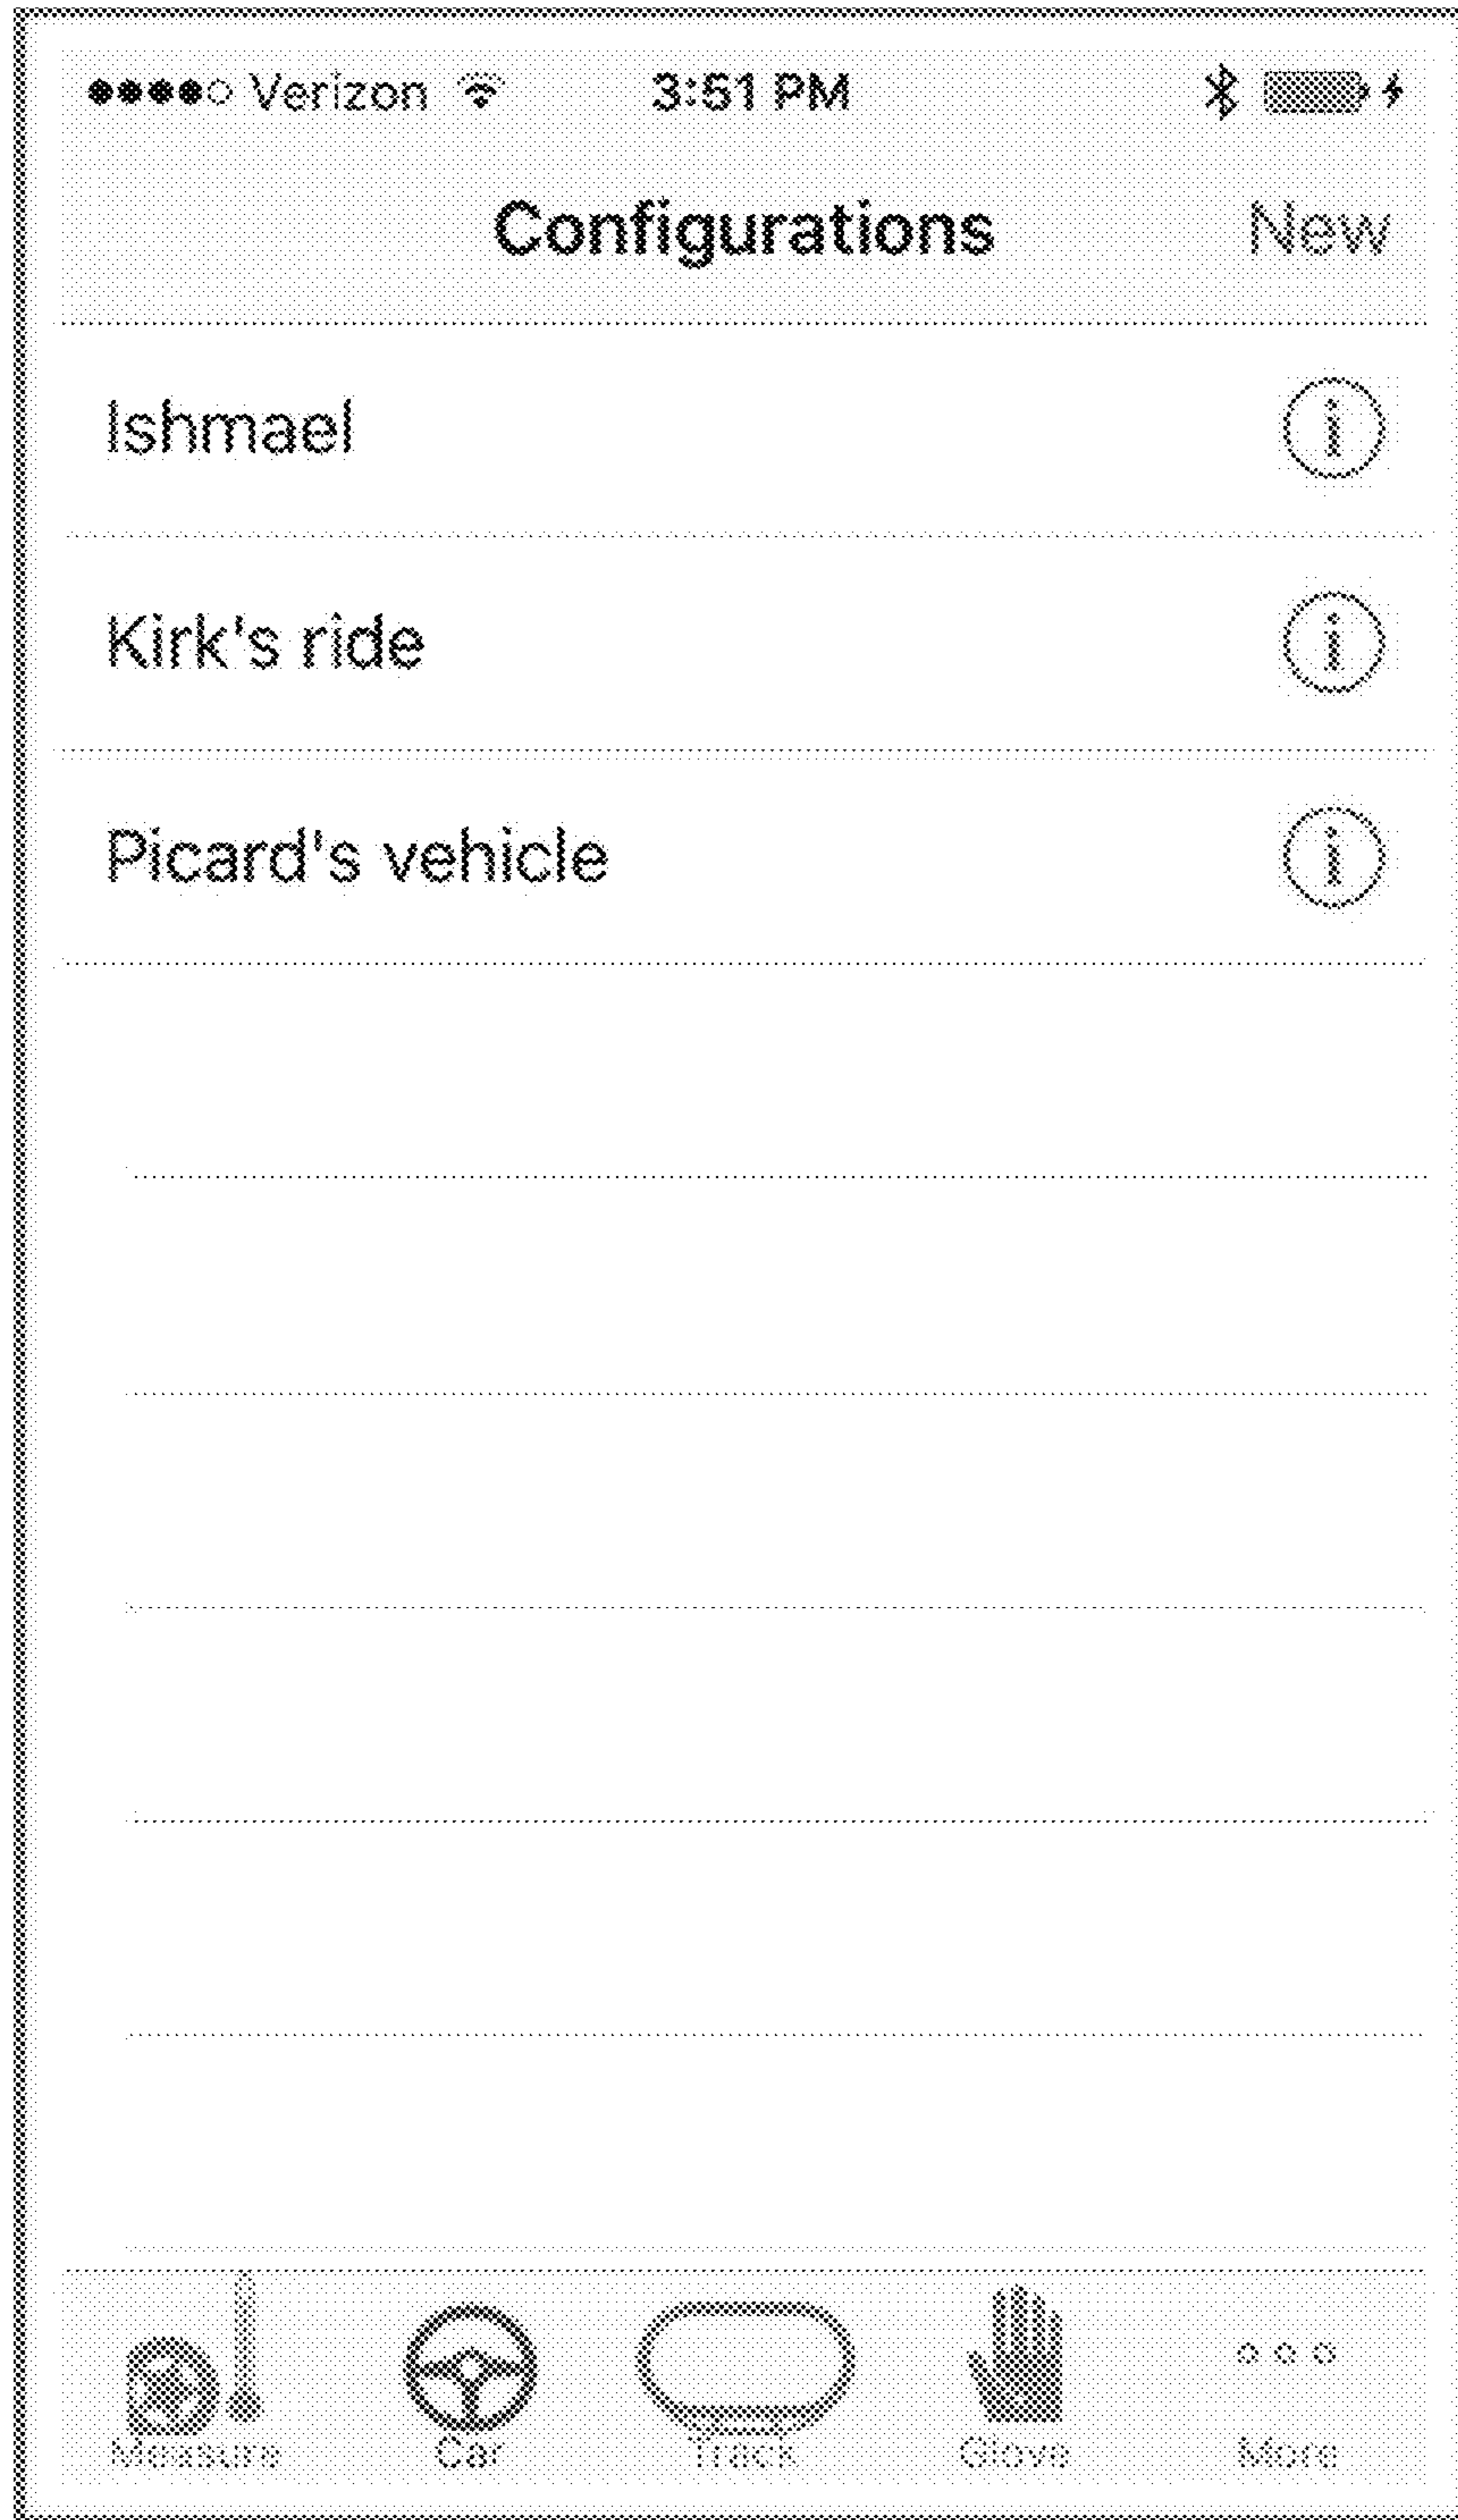 Verizon 3:51 PM
Configurations New
Ishmael
Kirk's ride
Picard's vehicle
Measure Car Track Glove More